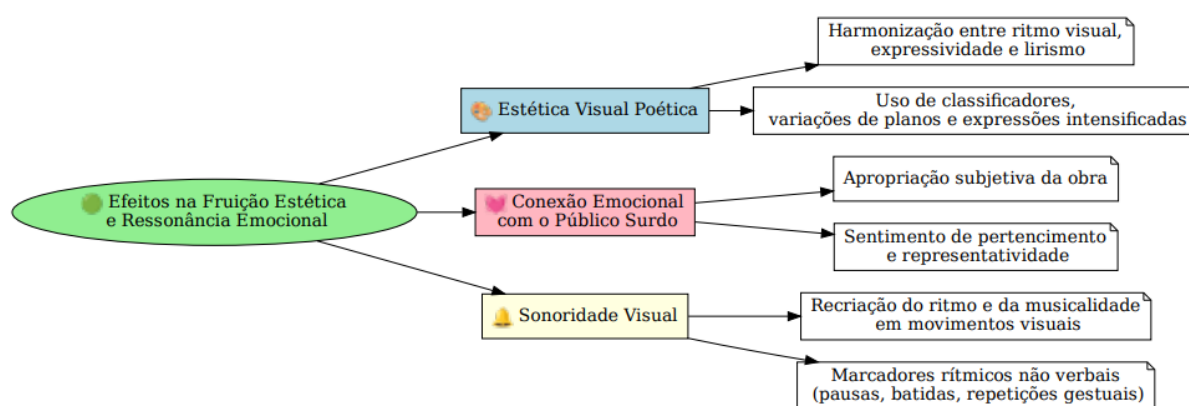 Harmonização entre ritmo visual,
expressividade e lirismo
Estética Visual Poética
Uso de classificadores,
variações de planos e expressões intensificadas
Efeitos na Fruição Estética
e Ressonância Emocional
Conexão Emocional
com o Público Surdo
Apropriação subjetiva da obra
Sentimento de pertencimento
e representatividade
Sonoridade Visual
Recriação do ritmo e da musicalidade
em movimentos visuais
Marcadores rítmicos não verbais
(pausas, batidas, repetições gestuais)